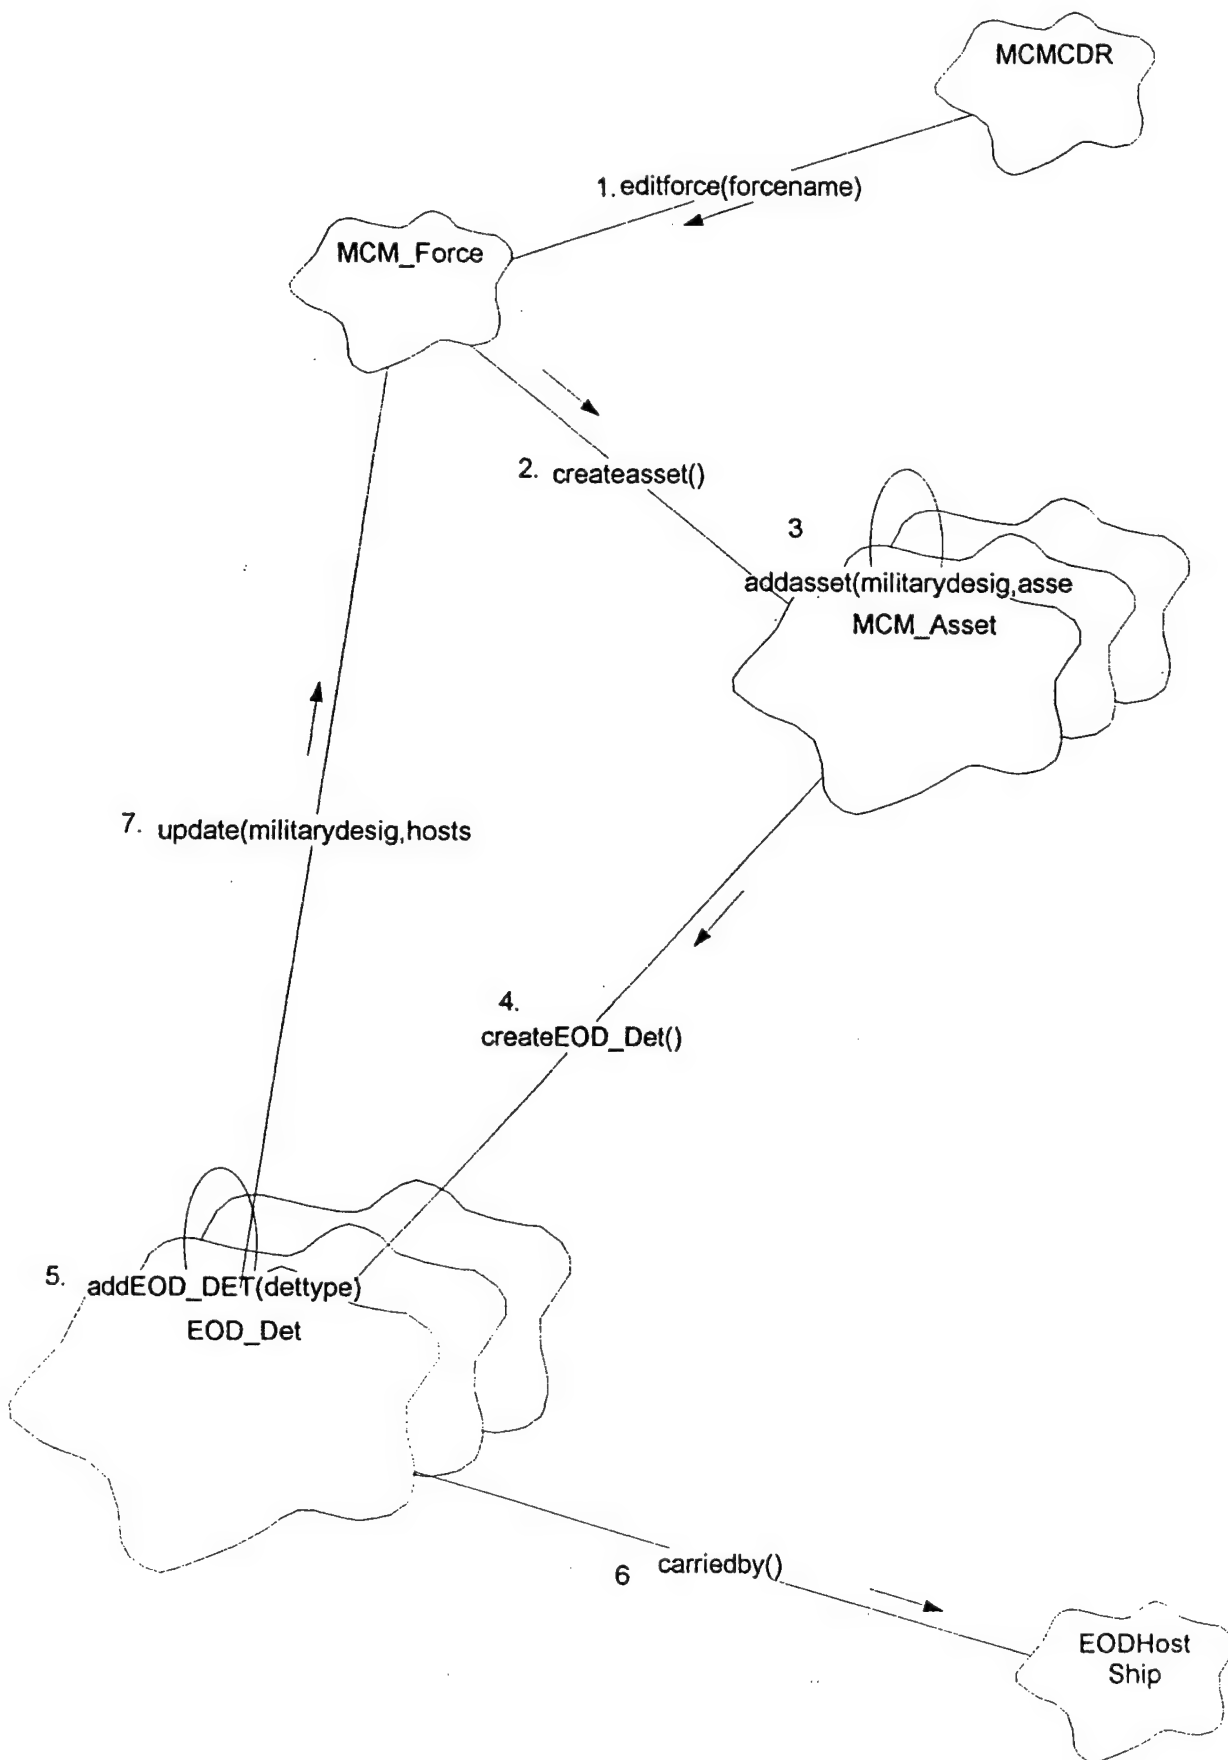 MCMCDR
1. editforce(forcename)
MCM_Force
2. createasset()
3
addasset(militarydesig,asse
MCM_Asset
7. update(militarydesig,hosts
4.
createEOD_Det()
5. addEOD_DET(dettype)
EOD_Det
6 carriedby()
EODHost
Ship